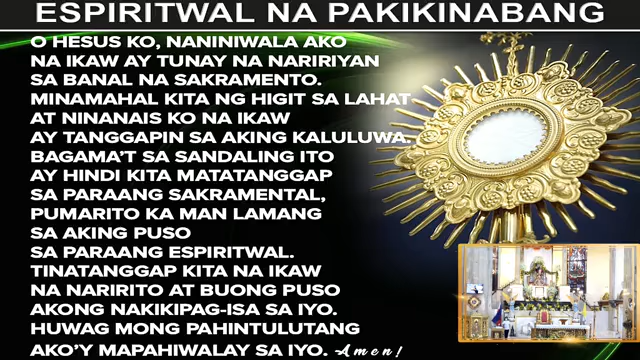 ESPIRITWAL NA PAKIKINABANG
O HESUS KO, NANINIWALA AKO
NA IKAW AY TUNAY NA NARIRIYAN
SA BANAL NA SAKRAMENTO.
MINAMAHAL KITA NG HIGIT SA LAHAT
AT NINANAIS KO NA IKAW
AY TANGGAPIN SA AKING KALULUWA.
BAGAMA'T SA SANDALING ITO
AY HINDI KITA MATATANGGAP
SA PARAANG SAKRAMENTAL,
PUMARITO KA MAN LAMANG
SA AKING PUSO
SA PARAANG ESPIRITWAL.
TINATANGGAP KITA NA IKAW
NA NARIRITO AT BUONG PUSO
AKONG NAKIKIPAG-ISA SA IYO.
HUWAG MONG PAHINTULUTANG
AKO'Y MAPAHIWALAY SA IYO. Amen!